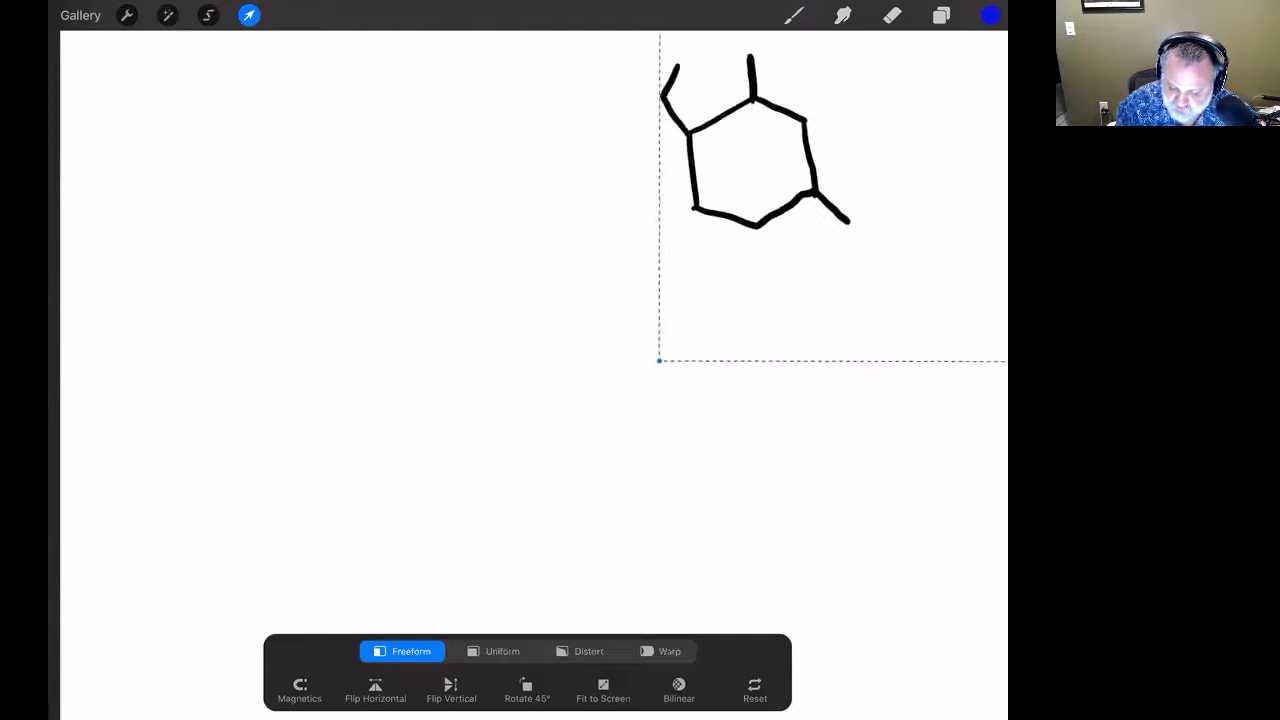 Gallery
Freeform Uniform Distort Warp
Magnetics Flip Horizontal Flip Vertical Rotate 45° Fit to Screen Bilinear Reset